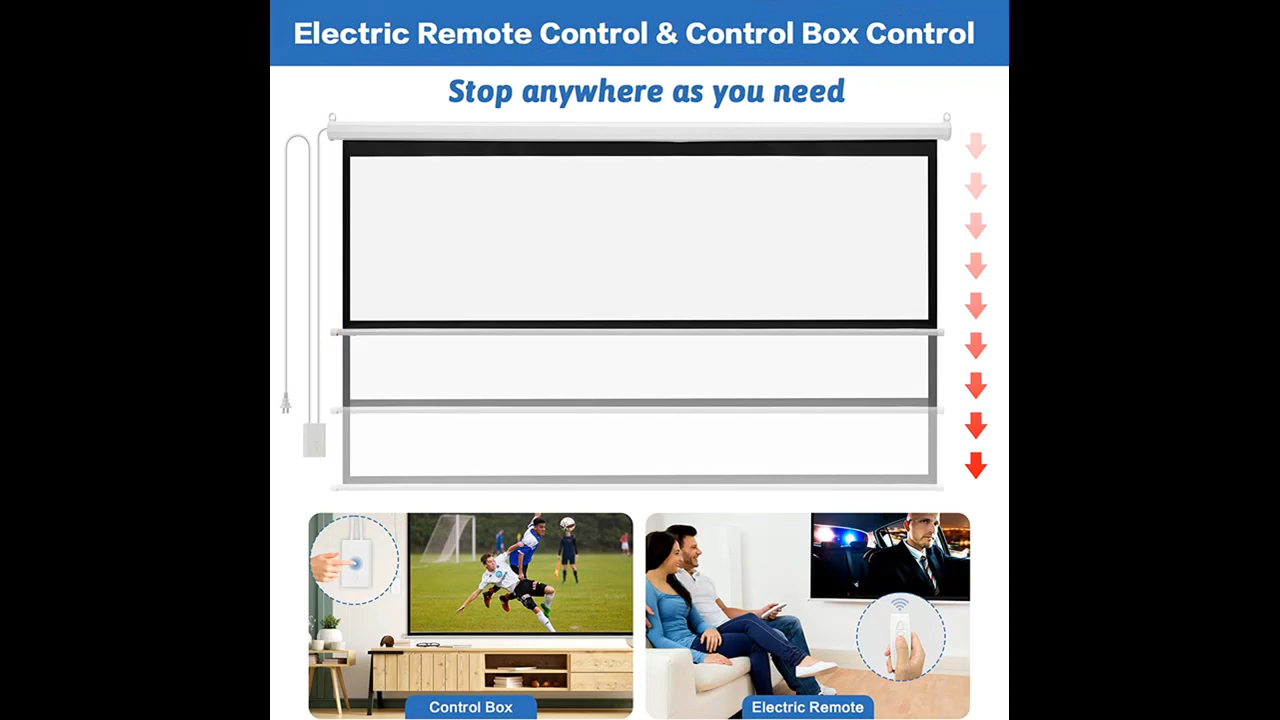 Electric Remote Control & Control Box Control
Stop anywhere as you need
Control Box
Electric Remote